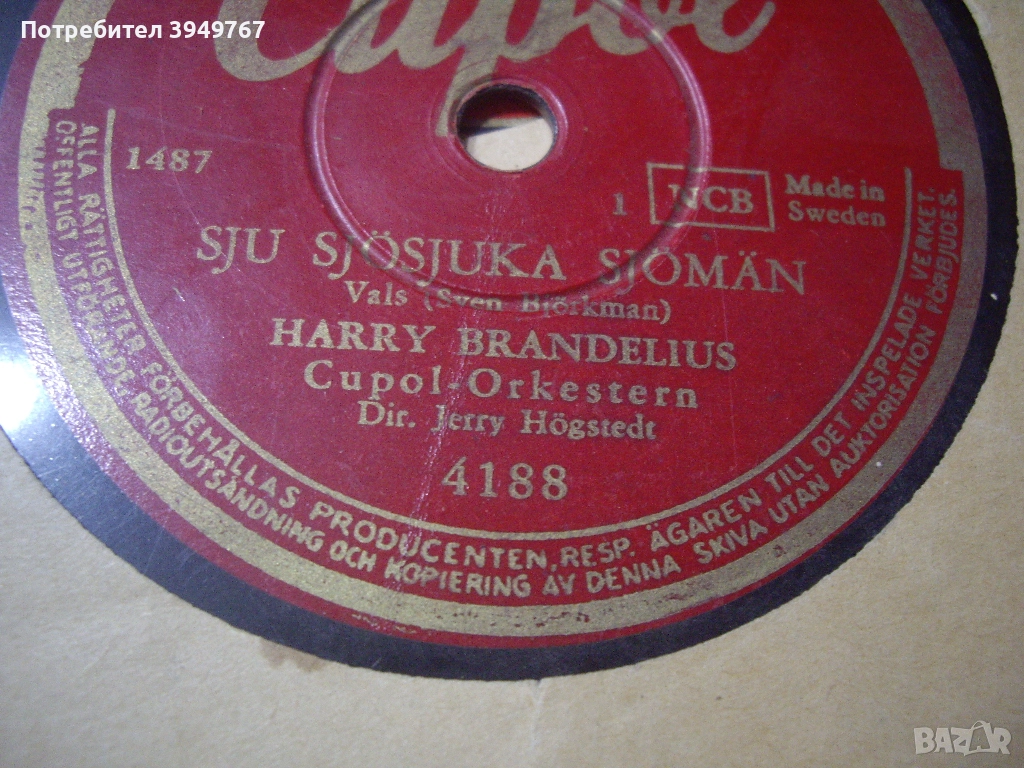 Потребител 3949767
Cupol
1487
1 NCB Made in
Sweden
SJU SJÖSJUKA SJÖMÄN
Vals (Sven Björkman)
HARRY BRANDELIUS
Cupol-Orkestern
Dir. Jerry Högstedt
4188
ALLA RÄTTIGHETER FÖRBEHÅLLAS PRODUCENTEN, RESP. ÄGAREN TILL DET INSPELADE VERKET.
OFFENTLIGT UTFÖRANDE, RADIOUTSÄNDNING OCH KOPIERING AV DENNA SKIVA UTAN AUKTORISATION FÖRBJUDES.
BAZAR